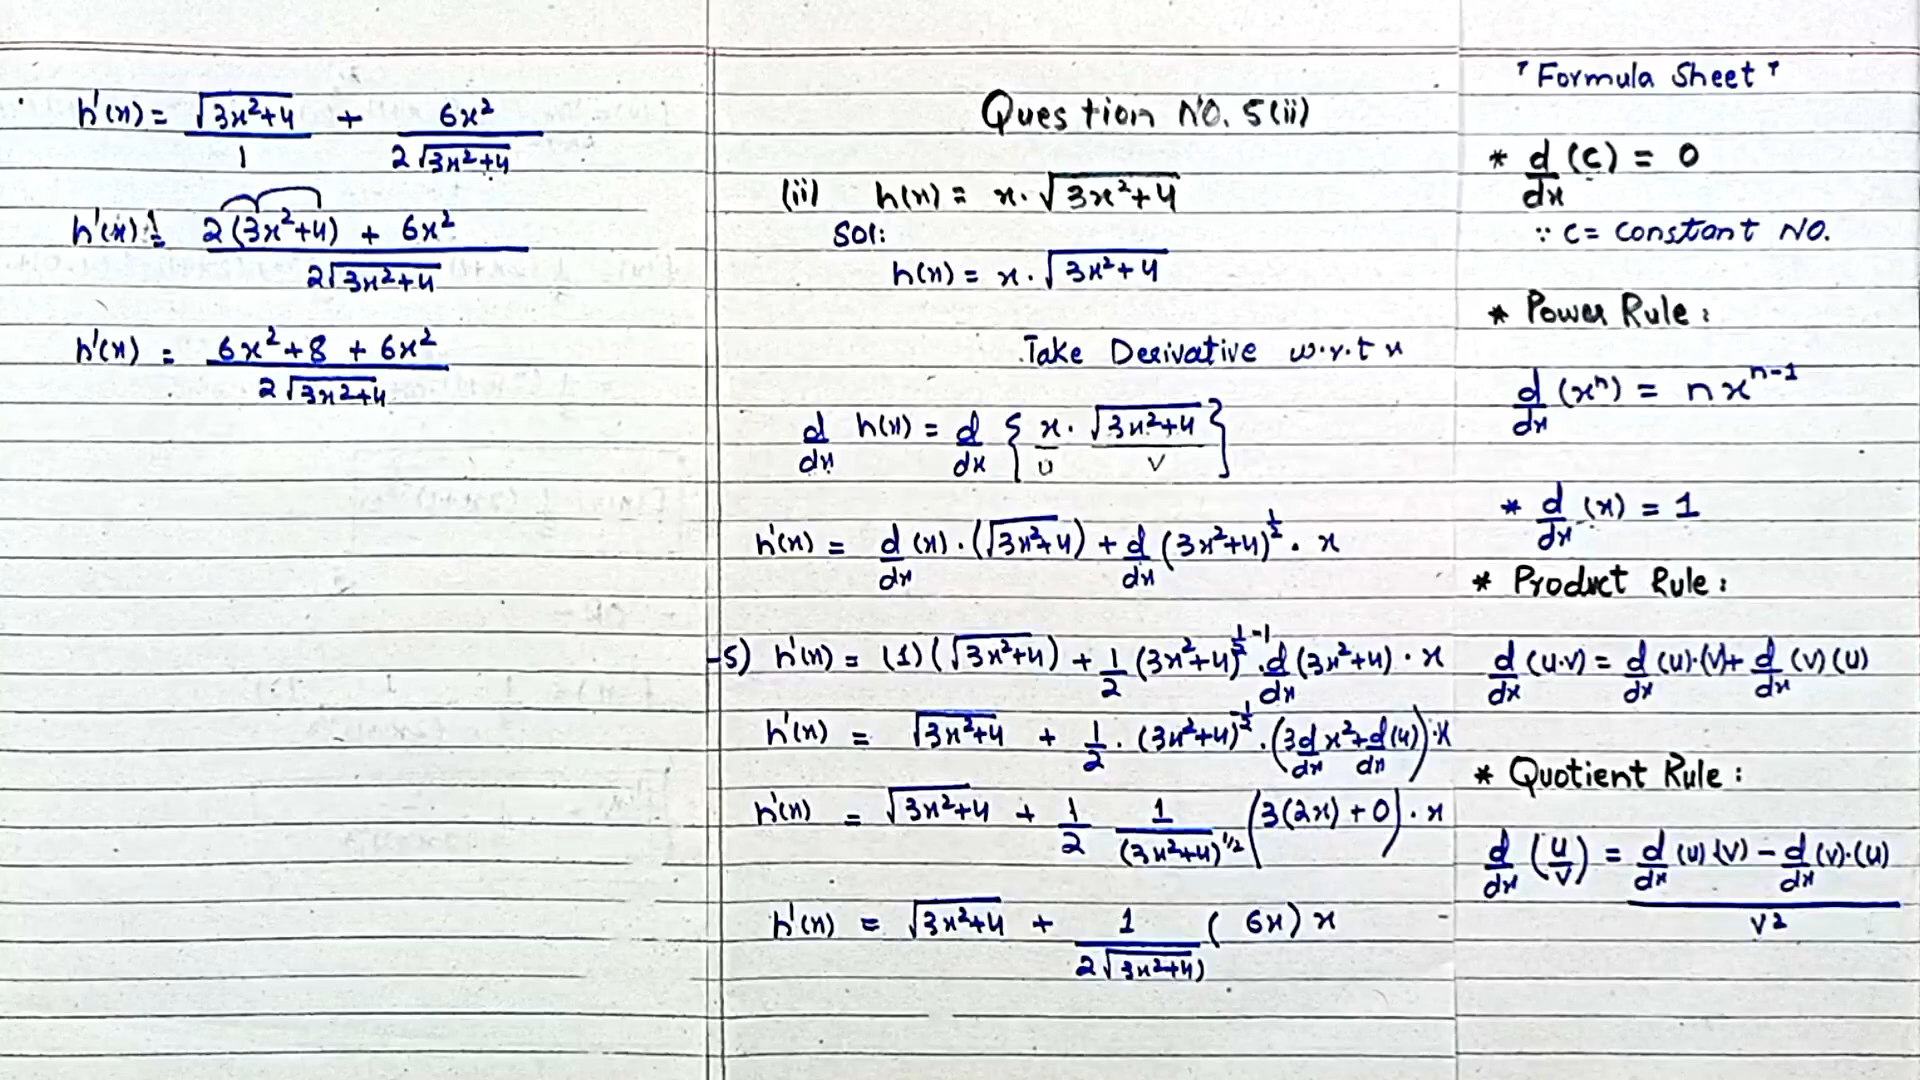 h'(x) = √(3x²+4)/1 + 6x²/(2√(3x²+4))
h'(x) = (2(3x²+4) + 6x²)/(2√(3x²+4))
h'(x) = (6x²+8 + 6x²)/(2√(3x²+4))
Question NO. 5(ii)
(ii) h(x) = x·√(3x²+4)
Sol:
h(x) = x·√(3x²+4)
Take Derivative w.r.t x
d/dx h(x) = d/dx {x · √(3x²+4)}
U V
h'(x) = d/dx (x)·(√(3x²+4)) + d/dx (3x²+4)^(1/2) · x
-5) h'(x) = (1)(√(3x²+4)) + 1/2 (3x²+4)^(1/2 -1) · d/dx (3x²+4) · x
h'(x) = √(3x²+4) + 1/2 · (3x²+4)^(-1/2) · (3 d/dx x² + d/dx (4)) · x
h'(x) = √(3x²+4) + 1/2 1/(3x²+4)^(1/2) (3(2x) + 0) · x
h'(x) = √(3x²+4) + 1/(2√(3x²+4)) (6x) x
"Formula Sheet"
* d/dx (c) = 0
∵ c = constant NO.
* Power Rule:
d/dx (xⁿ) = nxⁿ⁻¹
* d/dx (x) = 1
* Product Rule:
d/dx (u·v) = d/dx (u)·(v) + d/dx (v)(u)
* Quotient Rule:
d/dx (u/v) = (d/dx (u)·(v) − d/dx (v)·(u))/v²